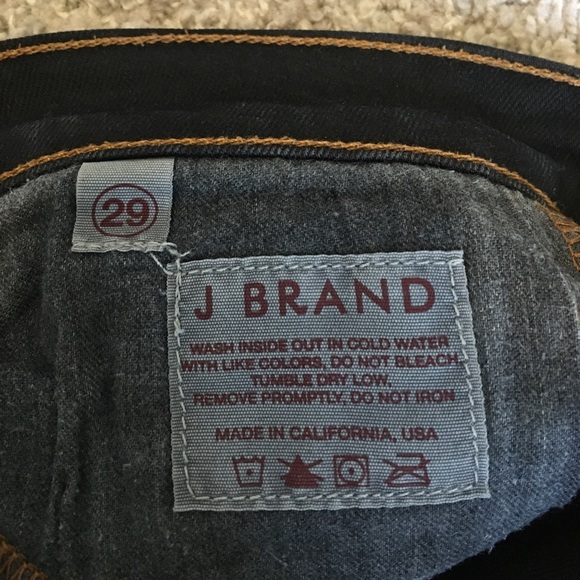 29
J BRAND
WASH INSIDE OUT IN COLD WATER
WITH LIKE COLORS, DO NOT BLEACH.
TUMBLE DRY LOW.
REMOVE PROMPTLY, DO NOT IRON
MADE IN CALIFORNIA, USA